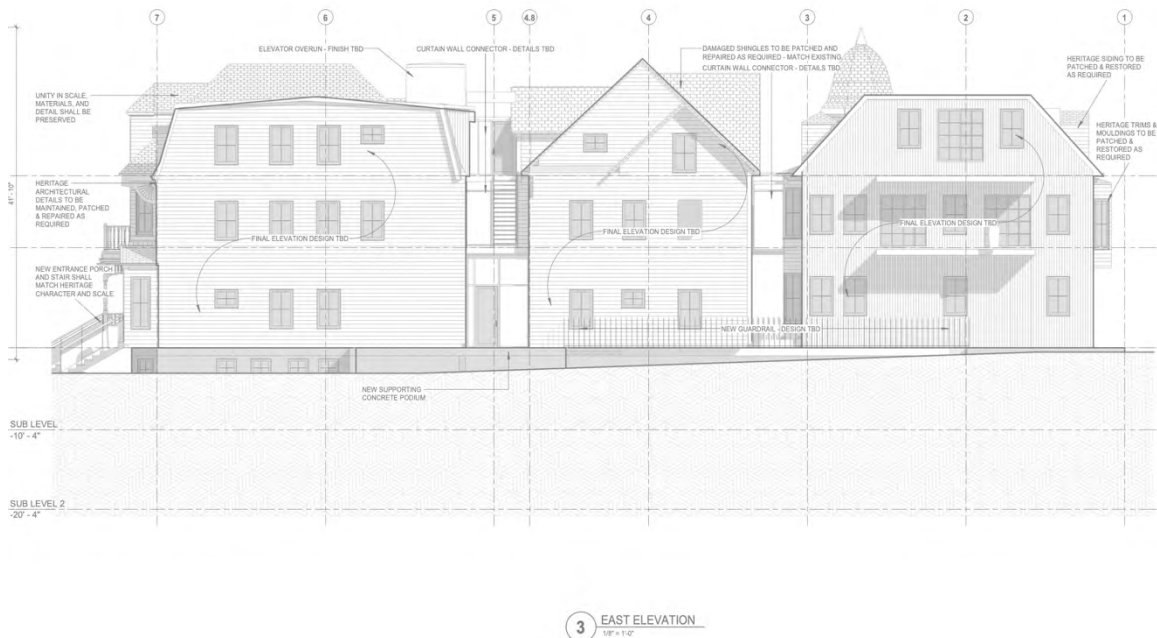 7
6
5
4.8
4
3
2
1
ELEVATOR OVERUN - FINISH TBD
CURTAIN WALL CONNECTOR - DETAILS TBD
DAMAGED SHINGLES TO BE PATCHED AND
REPAIRED AS REQUIRED - MATCH EXISTING
CURTAIN WALL CONNECTOR - DETAILS TBD
HERITAGE SIDING TO BE
PATCHED & RESTORED
AS REQUIRED
UNITY IN SCALE,
MATERIALS, AND
DETAIL SHALL BE
PRESERVED
HERITAGE TRIMS &
MOULDINGS TO BE
PATCHED &
RESTORED AS
REQUIRED
41' - 10"
HERITAGE
ARCHITECTURAL
DETAILS TO BE
MAINTAINED, PATCHED
& REPAIRED AS
REQUIRED
FINAL ELEVATION DESIGN TBD
FINAL ELEVATION DESIGN TBD
FINAL ELEVATION DESIGN TBD
NEW ENTRANCE PORCH
AND STAIR SHALL
MATCH HERITAGE
CHARACTER AND SCALE
NEW GUARDRAIL - DESIGN TBD
NEW SUPPORTING
CONCRETE PODIUM
SUB LEVEL
-10' - 4"
SUB LEVEL 2
-20' - 4"
3
EAST ELEVATION
1/8" = 1'-0"